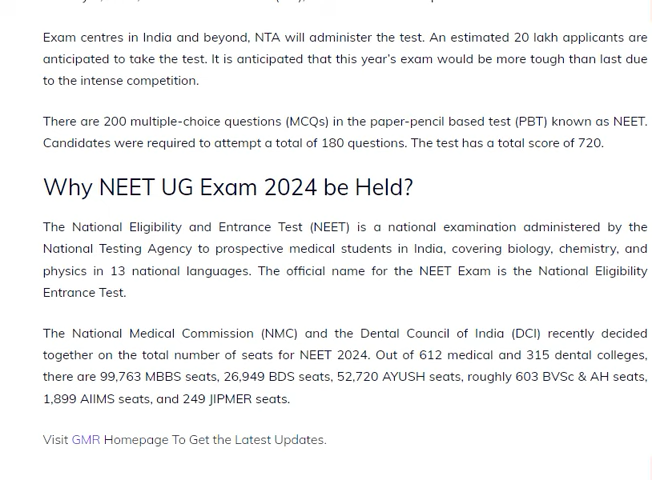 Exam centres in India and beyond, NTA will administer the test. An estimated 20 lakh applicants are
anticipated to take the test. It is anticipated that this year's exam would be more tough than last due
to the intense competition.
There are 200 multiple-choice questions (MCQs) in the paper-pencil based test (PBT) known as NEET.
Candidates were required to attempt a total of 180 questions. The test has a total score of 720.
Why NEET UG Exam 2024 be Held?
The National Eligibility and Entrance Test (NEET) is a national examination administered by the
National Testing Agency to prospective medical students in India, covering biology, chemistry, and
physics in 13 national languages. The official name for the NEET Exam is the National Eligibility
Entrance Test.
The National Medical Commission (NMC) and the Dental Council of India (DCI) recently decided
together on the total number of seats for NEET 2024. Out of 612 medical and 315 dental colleges,
there are 99,763 MBBS seats, 26,949 BDS seats, 52,720 AYUSH seats, roughly 603 BVSc & AH seats,
1,899 AIIMS seats, and 249 JIPMER seats.
Visit GMR Homepage To Get the Latest Updates.